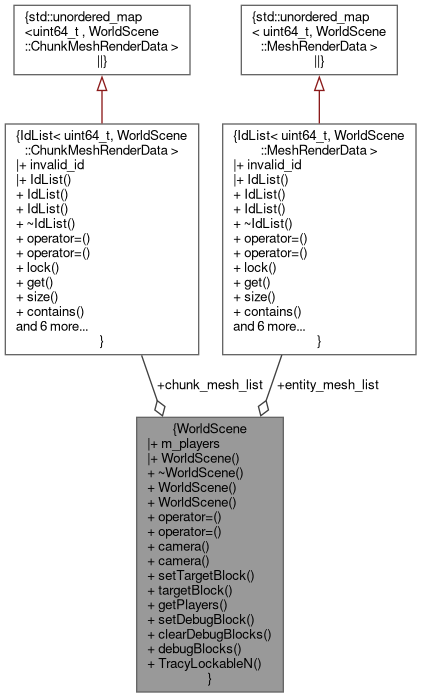 {std::unordered_map
<uint64_t , WorldScene
::ChunkMeshRenderData >
||}
{std::unordered_map
< uint64_t, WorldScene
::MeshRenderData >
||}
{IdList< uint64_t, WorldScene
::ChunkMeshRenderData >
|+ invalid_id
|+ IdList()
+ IdList()
+ IdList()
+ ~IdList()
+ operator=()
+ operator=()
+ lock()
+ get()
+ size()
+ contains()
and 6 more...
}
{IdList< uint64_t, WorldScene
::MeshRenderData >
|+ invalid_id
|+ IdList()
+ IdList()
+ IdList()
+ ~IdList()
+ operator=()
+ operator=()
+ lock()
+ get()
+ size()
+ contains()
and 6 more...
}
+chunk_mesh_list
+entity_mesh_list
{WorldScene
|+ m_players
|+ WorldScene()
+ ~WorldScene()
+ WorldScene()
+ WorldScene()
+ operator=()
+ operator=()
+ camera()
+ camera()
+ setTargetBlock()
+ targetBlock()
+ getPlayers()
+ setDebugBlock()
+ clearDebugBlocks()
+ debugBlocks()
+ TracyLockableN()
}